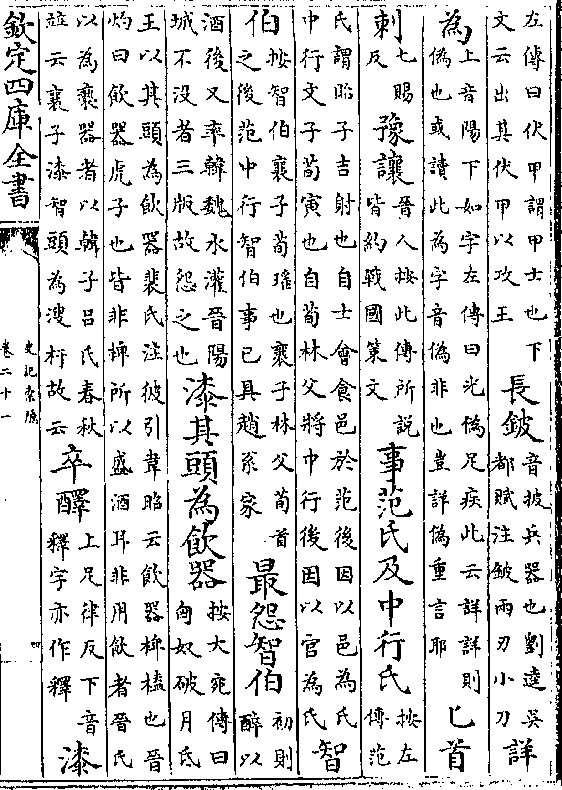 左傳曰伏甲謂甲士也下文云出其伏甲以攻王長鈹音披兵器也劉逵吳都賦注鈹兩刃小刀詳
為上音陽下如字左傳曰光偽足疾此云詳詳則偽也或讀此為字音偽非也豈詳偽重言耶匕首
刺七賜反豫讓晉人按此傳所說皆約戰國策文事范氏及中行氏按左傳范
氏謂昭子吉射也自士會食邑於范後因以邑為氏中行文子荀寅也自荀林父將中行後因以官為氏智
伯按智伯襄子荀瑤也襄子林父荀首之後范中行智伯事已具趙系家最怨智伯初則醉以
酒後又率韓魏水灌晉陽城不没者三版故怨之也漆其頭為飲器按大宛傳曰匈奴破月氏
王以其頭為飲器裴氏注彼引韋昭云飲器椑榼也晉灼曰飲器虎子也皆非椑所以盛酒耳非用飲者晉氏
以為褻器者以韓子吕氏春秋竝云襄子漆智頭為溲杅故云卒醳上足律反下音釋字亦作釋漆
欽定四庫全書
史記索隱
卷二十一
四